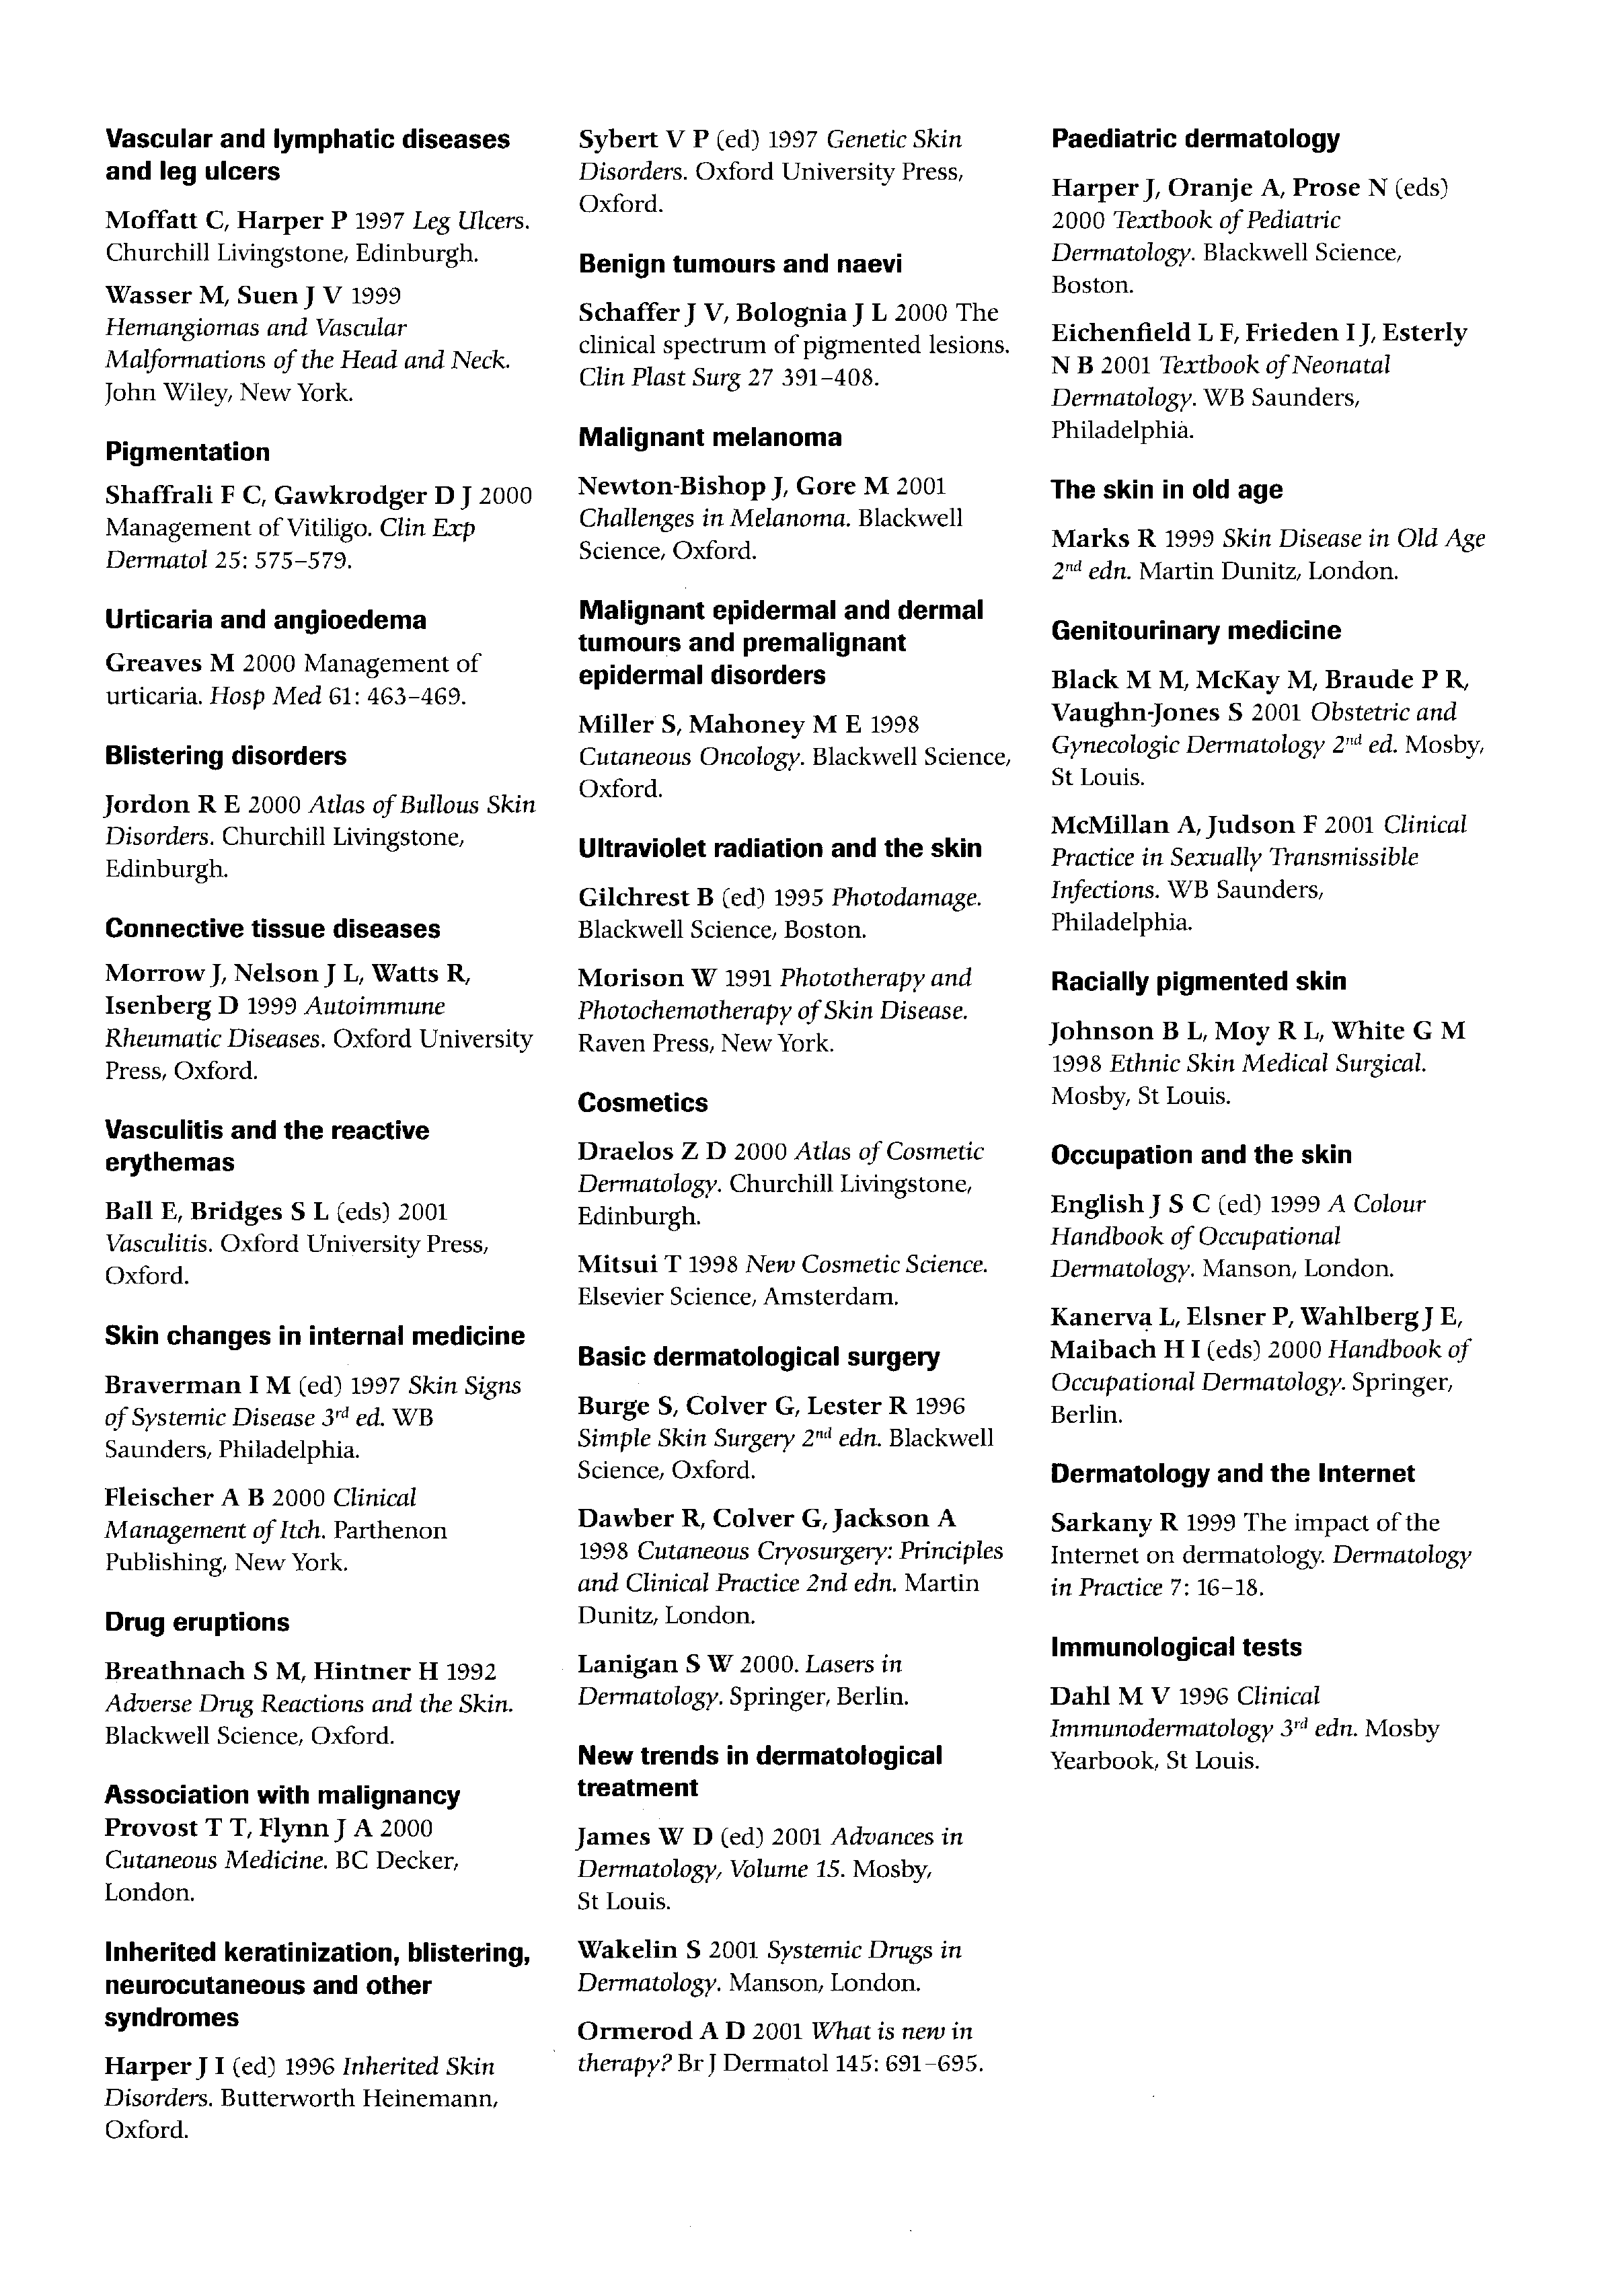 Vascular and lymphatic diseases
and leg ulcers
Moffatt C, Harper P 1997 Leg Ulcers.
Churchill Livingstone, Edinburgh.
Wasser M, Suen J V 1999
Hemangiomas and Vascular
Malformations of the Head and Neck.
John Wiley, New York.
Pigmentation
Shaffrali F C, Gawkrodger D J 2000
Management of Vitiligo. Clin Exp
Dermatol 25: 575–579.
Urticaria and angioedema
Greaves M 2000 Management of
urticaria. Hosp Med 61: 463–469.
Blistering disorders
Jordon R E 2000 Atlas of Bullous Skin
Disorders. Churchill Livingstone,
Edinburgh.
Connective tissue diseases
Morrow J, Nelson J L, Watts R,
Isenberg D 1999 Autoimmune
Rheumatic Diseases. Oxford University
Press, Oxford.
Vasculitis and the reactive
erythemas
Ball E, Bridges S L (eds) 2001
Vasculitis. Oxford University Press,
Oxford.
Skin changes in internal medicine
Braverman I M (ed) 1997 Skin Signs
of Systemic Disease 3rd ed. WB
Saunders, Philadelphia.
Fleischer A B 2000 Clinical
Management of Itch. Parthenon
Publishing, New York.
Drug eruptions
Breathnach S M, Hintner H 1992
Adverse Drug Reactions and the Skin.
Blackwell Science, Oxford.
Association with malignancy
Provost T T, Flynn J A 2000
Cutaneous Medicine. BC Decker,
London.
Inherited keratinization, blistering,
neurocutaneous and other
syndromes
Harper J I (ed) 1996 Inherited Skin
Disorders. Butterworth Heinemann,
Oxford.
Sybert V P (ed) 1997 Genetic Skin
Disorders. Oxford University Press,
Oxford.
Benign tumours and naevi
Schaffer J V, Bolognia J L 2000 The
clinical spectrum of pigmented lesions.
Clin Plast Surg 27 391–408.
Malignant melanoma
Newton-Bishop J, Gore M 2001
Challenges in Melanoma. Blackwell
Science, Oxford.
Malignant epidermal and dermal
tumours and premalignant
epidermal disorders
Miller S, Mahoney M E 1998
Cutaneous Oncology. Blackwell Science,
Oxford.
Ultraviolet radiation and the skin
Gilchrest B (ed) 1995 Photodamage.
Blackwell Science, Boston.
Morison W 1991 Phototherapy and
Photochemotherapy of Skin Disease.
Raven Press, New York.
Cosmetics
Draelos Z D 2000 Atlas of Cosmetic
Dermatology. Churchill Livingstone,
Edinburgh.
Mitsui T 1998 New Cosmetic Science.
Elsevier Science, Amsterdam.
Basic dermatological surgery
Burge S, Colver G, Lester R 1996
Simple Skin Surgery 2nd edn. Blackwell
Science, Oxford.
Dawber R, Colver G, Jackson A
1998 Cutaneous Cryosurgery: Principles
and Clinical Practice 2nd edn. Martin
Dunitz, London.
Lanigan S W 2000. Lasers in
Dermatology. Springer, Berlin.
New trends in dermatological
treatment
James W D (ed) 2001 Advances in
Dermatology, Volume 15. Mosby,
St Louis.
Wakelin S 2001 Systemic Drugs in
Dermatology. Manson, London.
Ormerod A D 2001 What is new in
therapy? Br J Dermatol 145: 691–695.
Paediatric dermatology
Harper J, Oranje A, Prose N (eds)
2000 Textbook of Pediatric
Dermatology. Blackwell Science,
Boston.
Eichenfield L F, Frieden I J, Esterly
N B 2001 Textbook of Neonatal
Dermatology. WB Saunders,
Philadelphia.
The skin in old age
Marks R 1999 Skin Disease in Old Age
2nd edn. Martin Dunitz, London.
Genitourinary medicine
Black M M, McKay M, Braude P R,
Vaughn-Jones S 2001 Obstetric and
Gynecologic Dermatology 2nd ed. Mosby,
St Louis.
McMillan A, Judson F 2001 Clinical
Practice in Sexually Transmissible
Infections. WB Saunders,
Philadelphia.
Racially pigmented skin
Johnson B L, Moy R L, White G M
1998 Ethnic Skin Medical Surgical.
Mosby, St Louis.
Occupation and the skin
English J S C (ed) 1999 A Colour
Handbook of Occupational
Dermatology. Manson, London.
Kanerva L, Elsner P, Wahlberg J E,
Maibach H I (eds) 2000 Handbook of
Occupational Dermatology. Springer,
Berlin.
Dermatology and the Internet
Sarkany R 1999 The impact of the
Internet on dermatology. Dermatology
in Practice 7: 16–18.
Immunological tests
Dahl M V 1996 Clinical
Immunodermatology 3rd edn. Mosby
Yearbook, St Louis.